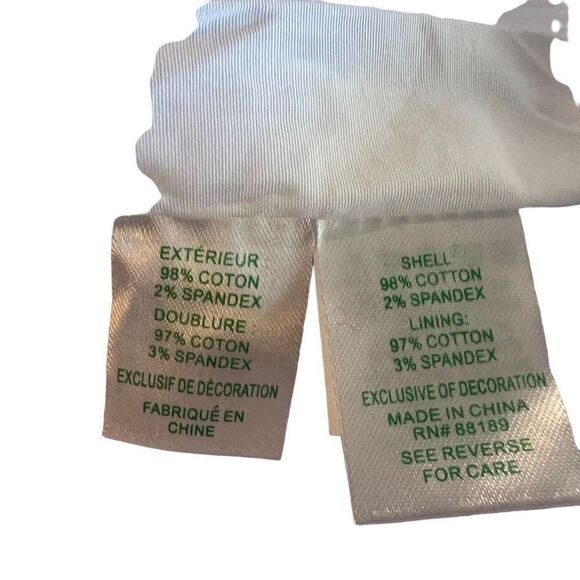 EXTÉRIEUR :
98% COTON
2% SPANDEX
DOUBLURE :
97% COTON
3% SPANDEX
EXCLUSIF DE DÉCORATION
FABRIQUÉ EN
CHINE
SHELL:
98% COTTON
2% SPANDEX
LINING:
97% COTTON
3% SPANDEX
EXCLUSIVE OF DECORATION
MADE IN CHINA
RN# 88189
SEE REVERSE
FOR CARE